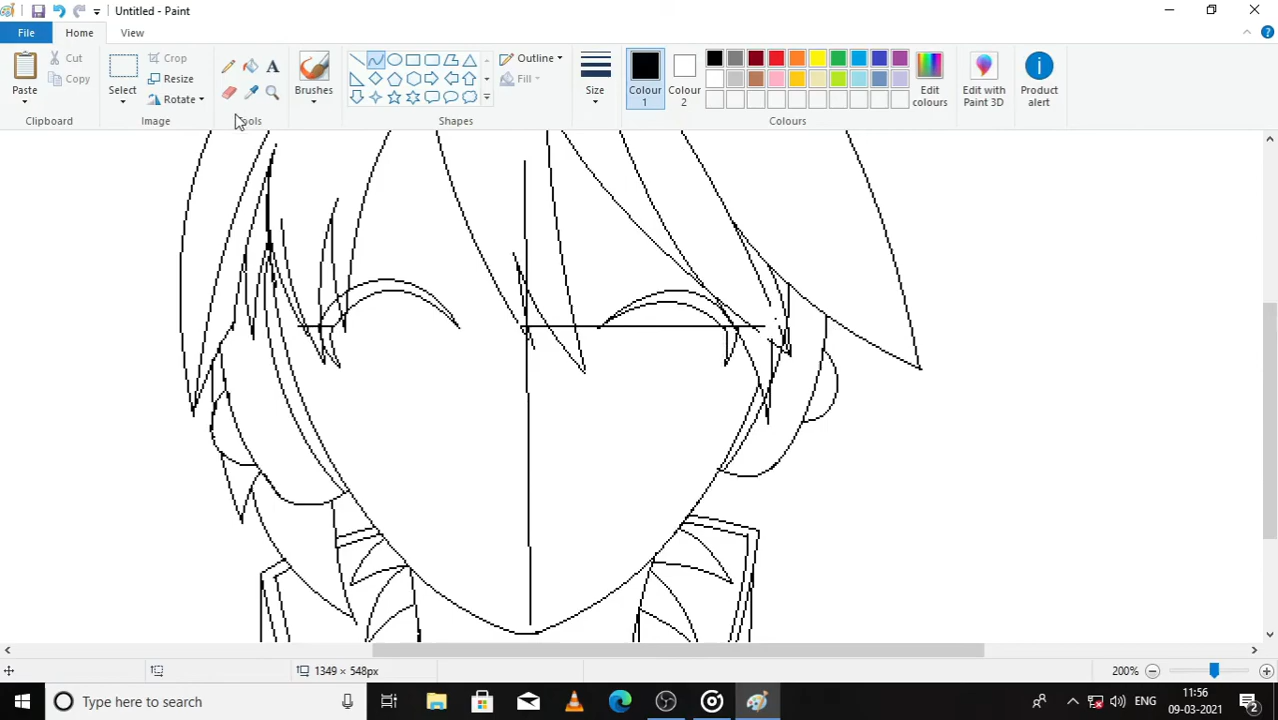 Untitled - Paint
File Home View
Paste
Cut
Copy
Clipboard
Select
Crop
Resize
Rotate
Image
A
Tools
Brushes
Shapes
Outline
Fill
Size
Colour 1
Colour 2
Edit colours
Colours
Edit with Paint 3D
Product alert
1349 × 548px
200%
Type here to search
ENG
11:56
09-03-2021
2